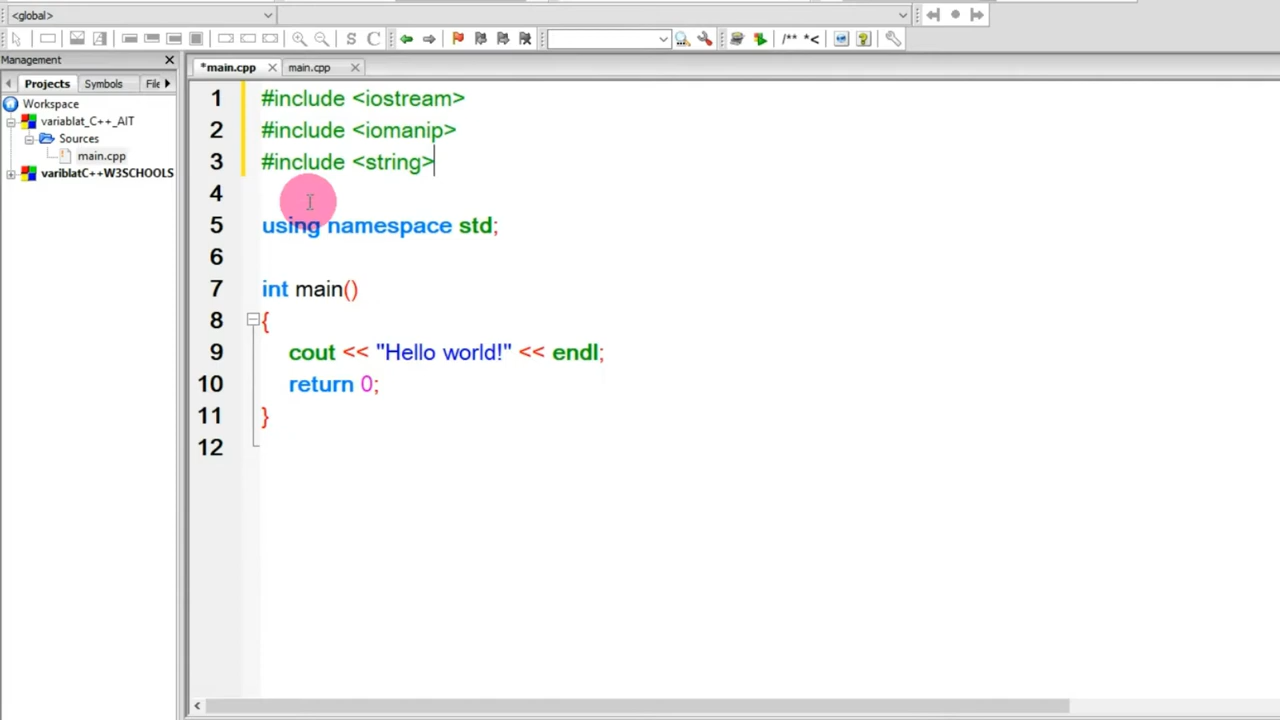 <global>
Management
Projects
Symbols
File
Workspace
variablat_C++_AIT
Sources
main.cpp
variblatC++W3SCHOOLS
*main.cpp
main.cpp
S C
/** *<
1 #include <iostream>
2 #include <iomanip>
3 #include <string>
4
5 using namespace std;
6
7 int main()
8 {
9 cout << "Hello world!" << endl;
10 return 0;
11 }
12